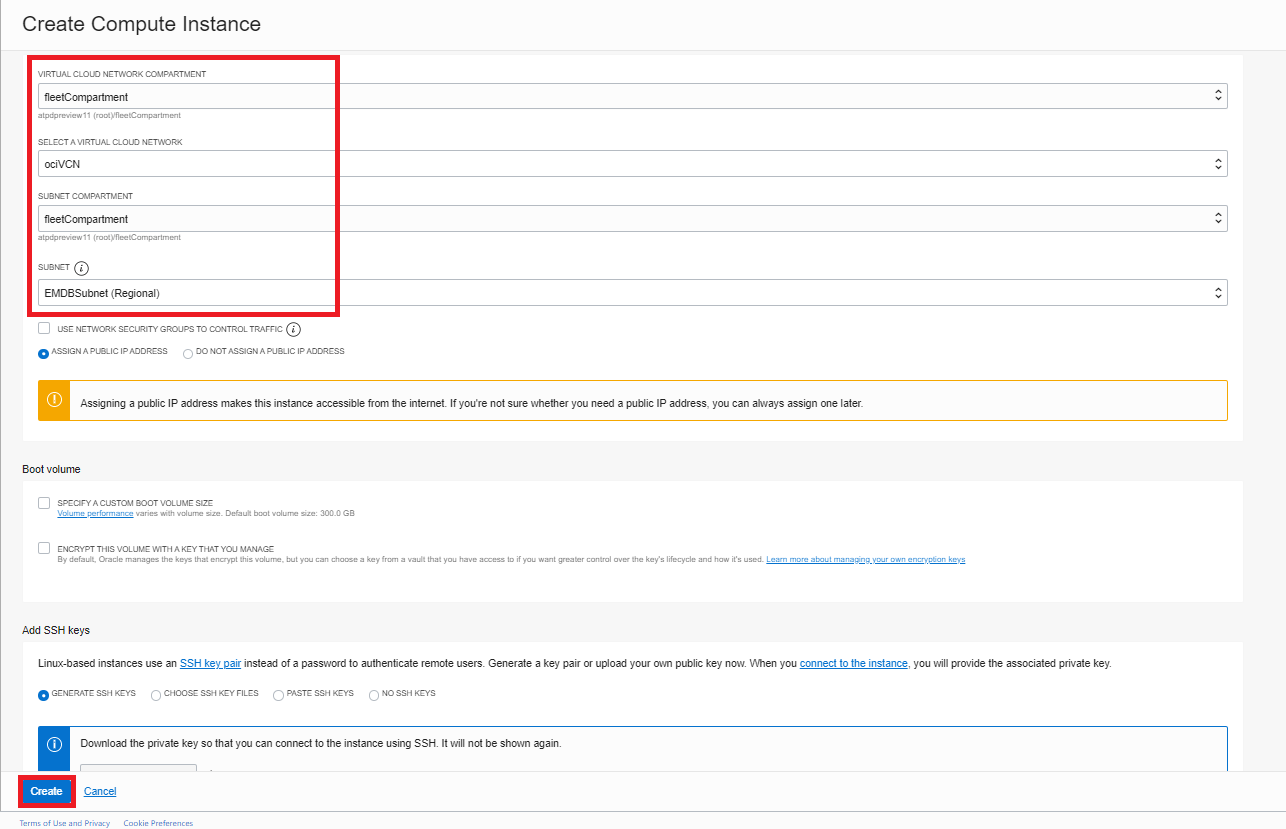 Create Compute Instance
VIRTUAL CLOUD NETWORK COMPARTMENT
fleetCompartment
atpdpreview11 (root)/fleetCompartment
SELECT A VIRTUAL CLOUD NETWORK
ociVCN
SUBNET COMPARTMENT
fleetCompartment
atpdpreview11 (root)/fleetCompartment
SUBNET i
EMDBSubnet (Regional)
USE NETWORK SECURITY GROUPS TO CONTROL TRAFFIC i
ASSIGN A PUBLIC IP ADDRESS DO NOT ASSIGN A PUBLIC IP ADDRESS
Assigning a public IP address makes this instance accessible from the internet. If you're not sure whether you need a public IP address, you can always assign one later.
Boot volume
SPECIFY A CUSTOM BOOT VOLUME SIZE
Volume performance varies with volume size. Default boot volume size: 300.0 GB
ENCRYPT THIS VOLUME WITH A KEY THAT YOU MANAGE
By default, Oracle manages the keys that encrypt this volume, but you can choose a key from a vault that you have access to if you want greater control over the key's lifecycle and how it's used. Learn more about managing your own encryption keys
Add SSH keys
Linux-based instances use an SSH key pair instead of a password to authenticate remote users. Generate a key pair or upload your own public key now. When you connect to the instance, you will provide the associated private key.
GENERATE SSH KEYS CHOOSE SSH KEY FILES PASTE SSH KEYS NO SSH KEYS
Download the private key so that you can connect to the instance using SSH. It will not be shown again.
Create Cancel
Terms of Use and Privacy Cookie Preferences